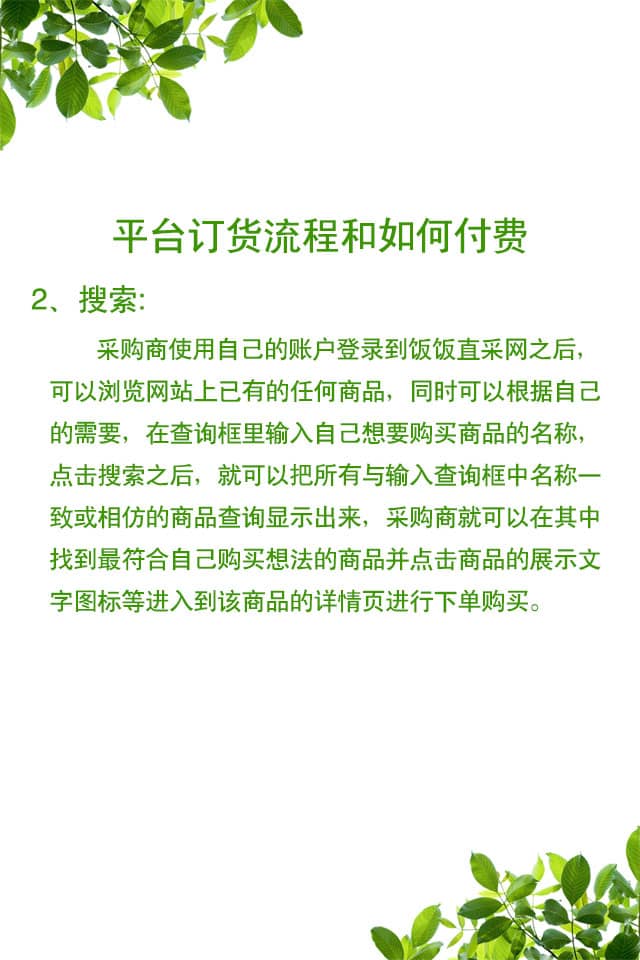 平台订货流程和如何付费
2、搜索:
采购商使用自己的账户登录到饭饭直采网之后,
可以浏览网站上已有的任何商品，同时可以根据自己
的需要，在查询框里输入自己想要购买商品的名称,
点击搜索之后，就可以把所有与输入查询框中名称一
致或相仿的商品查询显示出来，采购商就可以在其中
找到最符合自己购买想法的商品并点击商品的展示文
字图标等进入到该商品的详情页进行下单购买。